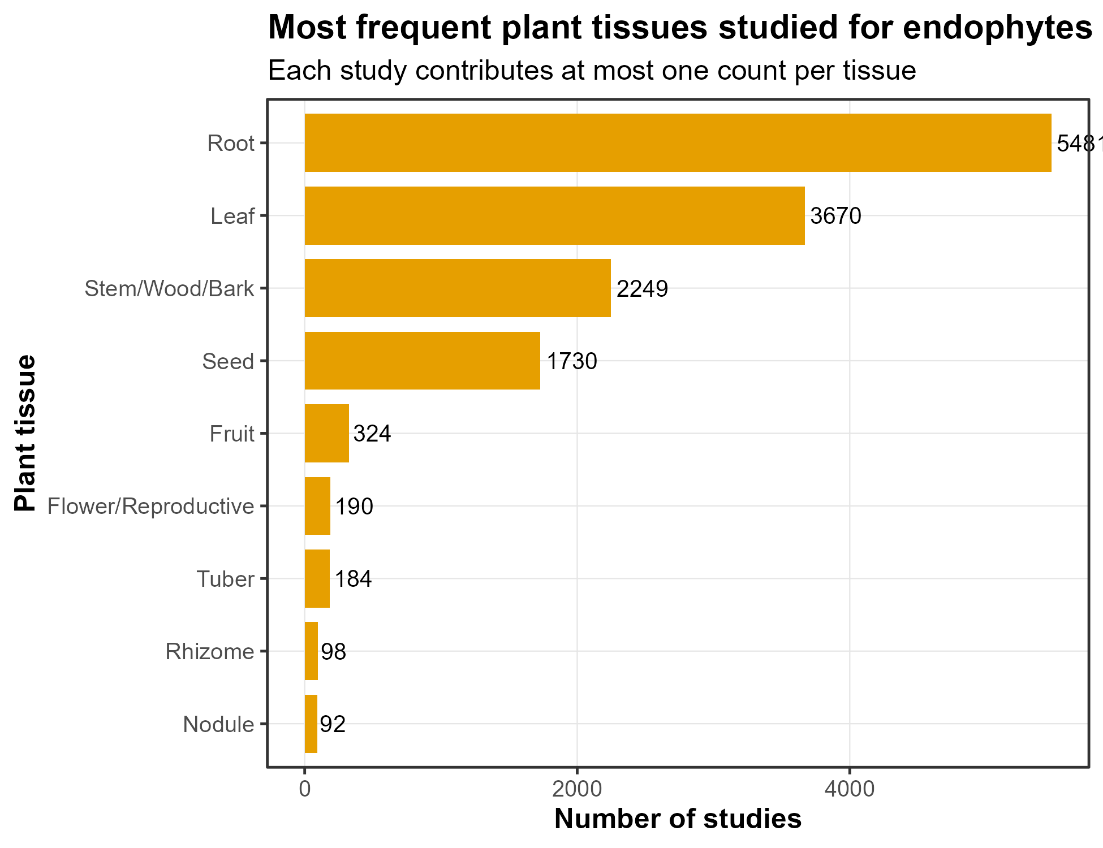 Most frequent plant tissues studied for endophytes
Each study contributes at most one count per tissue
Plant tissue
Root 5481
Leaf 3670
Stem/Wood/Bark 2249
Seed 1730
Fruit 324
Flower/Reproductive 190
Tuber 184
Rhizome 98
Nodule 92
0 2000 4000
Number of studies